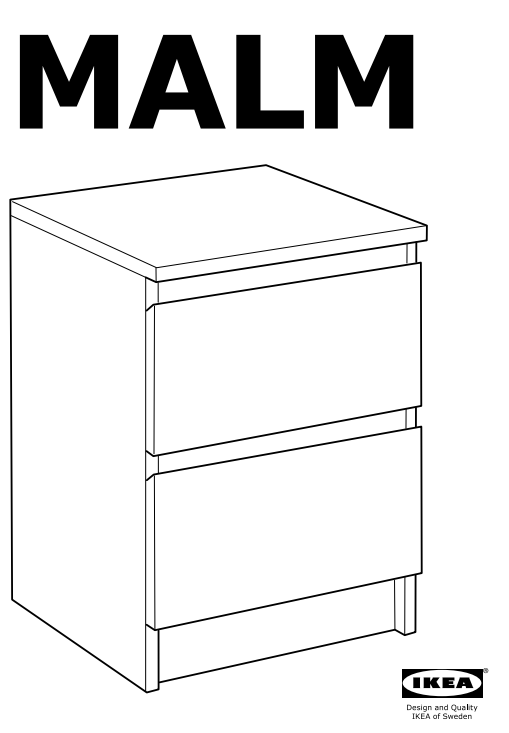 MALM
IKEA®
Design and Quality
IKEA of Sweden